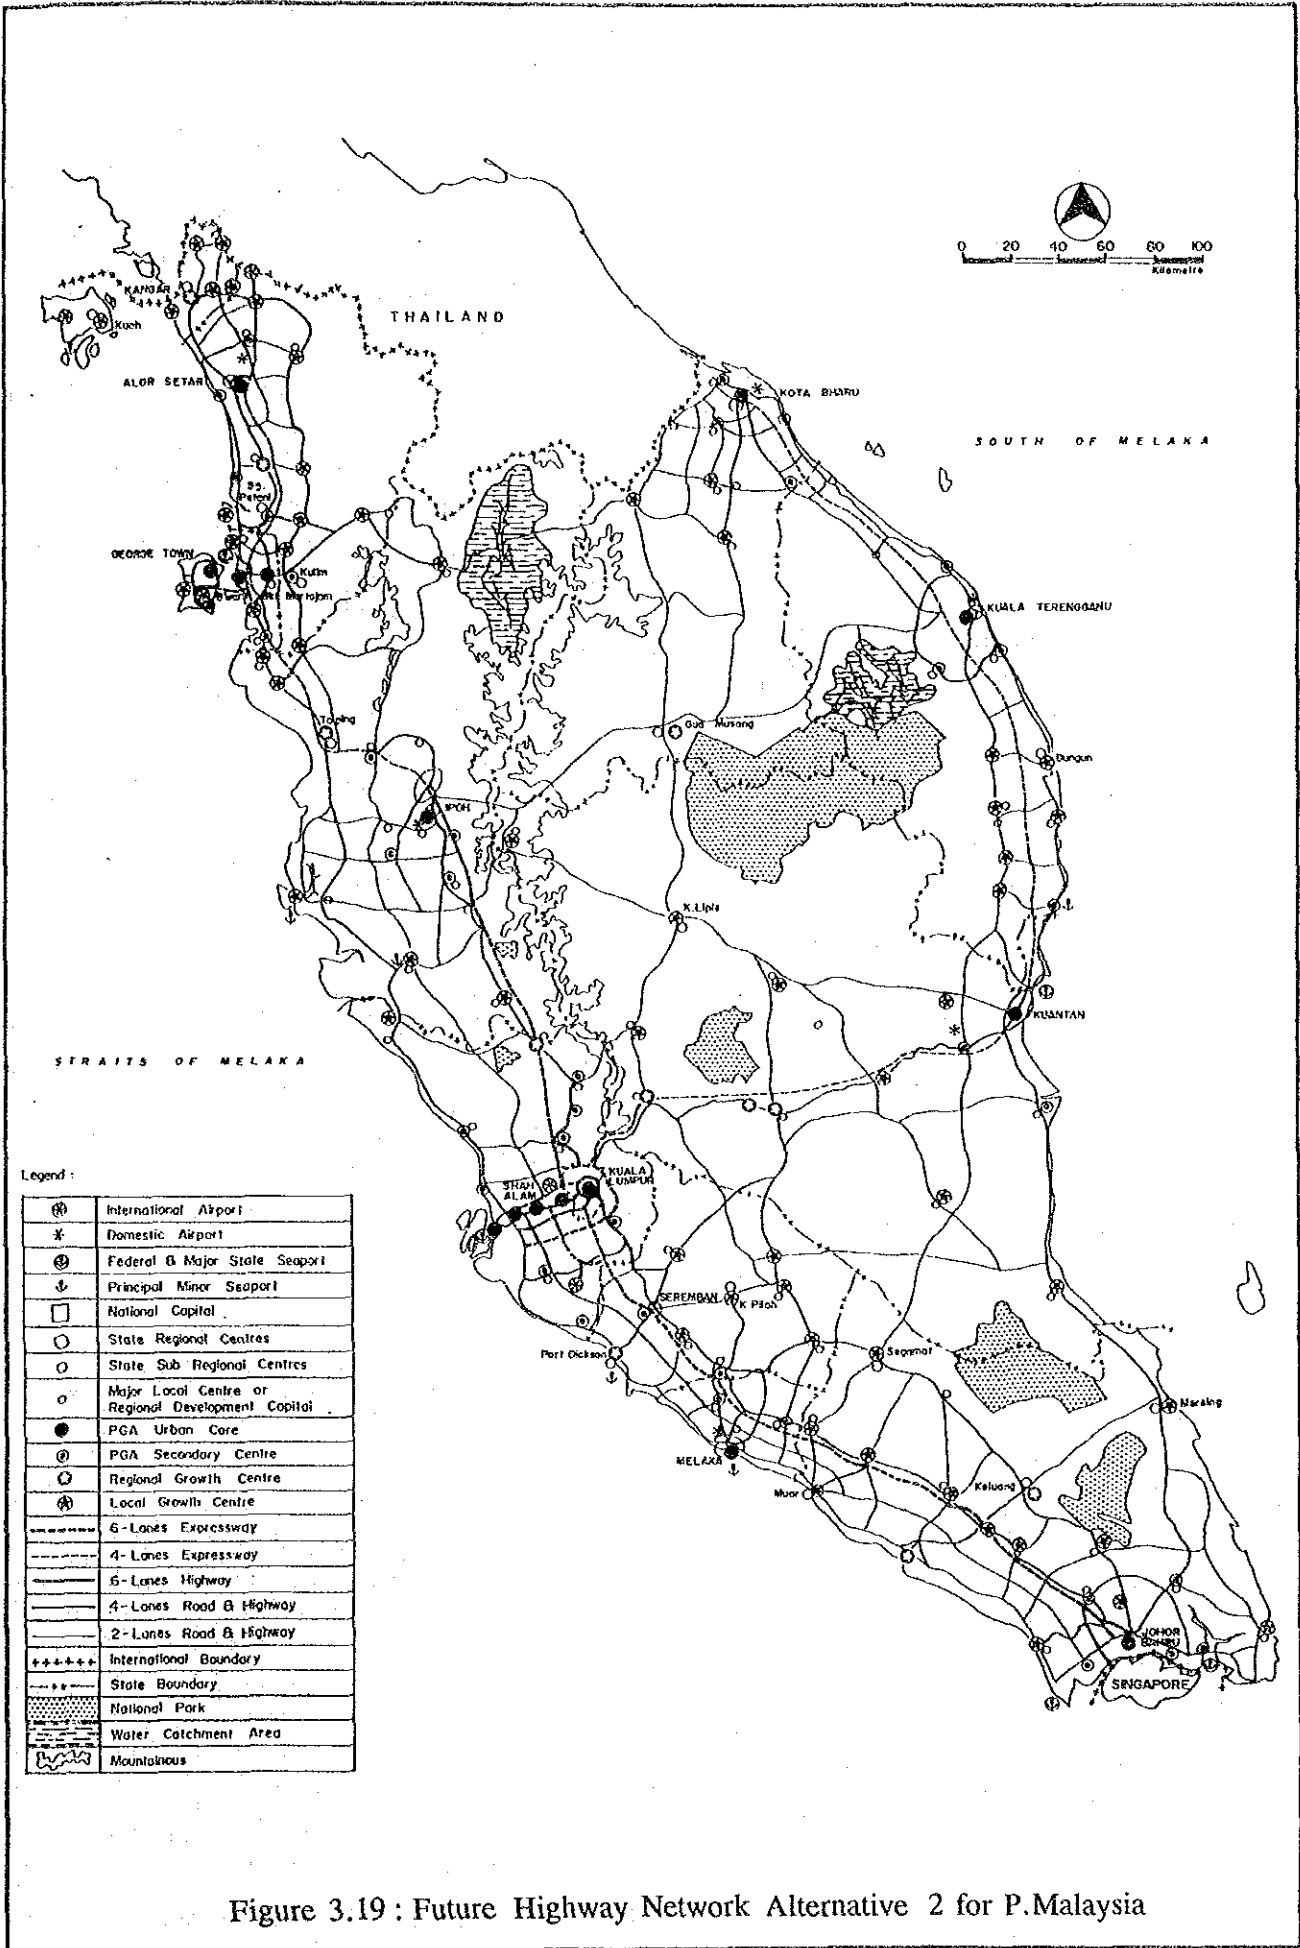 0 20 40 60 80 100
Kilometre
KANGAR
Kuah
THAILAND
ALOR SETAR
KOTA BHARU
SOUTH OF MELAKA
Sg.
Petani
GEORGE TOWN
Kulim
Bkt Mertajam
KUALA TERENGGANU
Taiping
Gua Musang
Dungun
IPOH
K.Lipis
KUANTAN
STRAITS OF MELAKA
KUALA
LUMPUR
SHAH
ALAM
SEREMBAN
K Pilah
Port Dickson
Segamat
Mersing
MELAKA
Muar
Keluang
JOHOR
BAHRU
SINGAPORE
Legend :
International Airport
Domestic Airport
Federal & Major State Seaport
Principal Minor Seaport
National Capital
State Regional Centres
State Sub Regional Centres
Major Local Centre or
Regional Development Capital
PGA Urban Core
PGA Secondary Centre
Regional Growth Centre
Local Growth Centre
6-Lanes Expressway
4-Lanes Expressway
6-Lanes Highway
4-Lanes Road & Highway
2-Lanes Road & Highway
International Boundary
State Boundary
National Park
Water Catchment Area
Mountainous
Figure 3.19 : Future Highway Network Alternative 2 for P.Malaysia